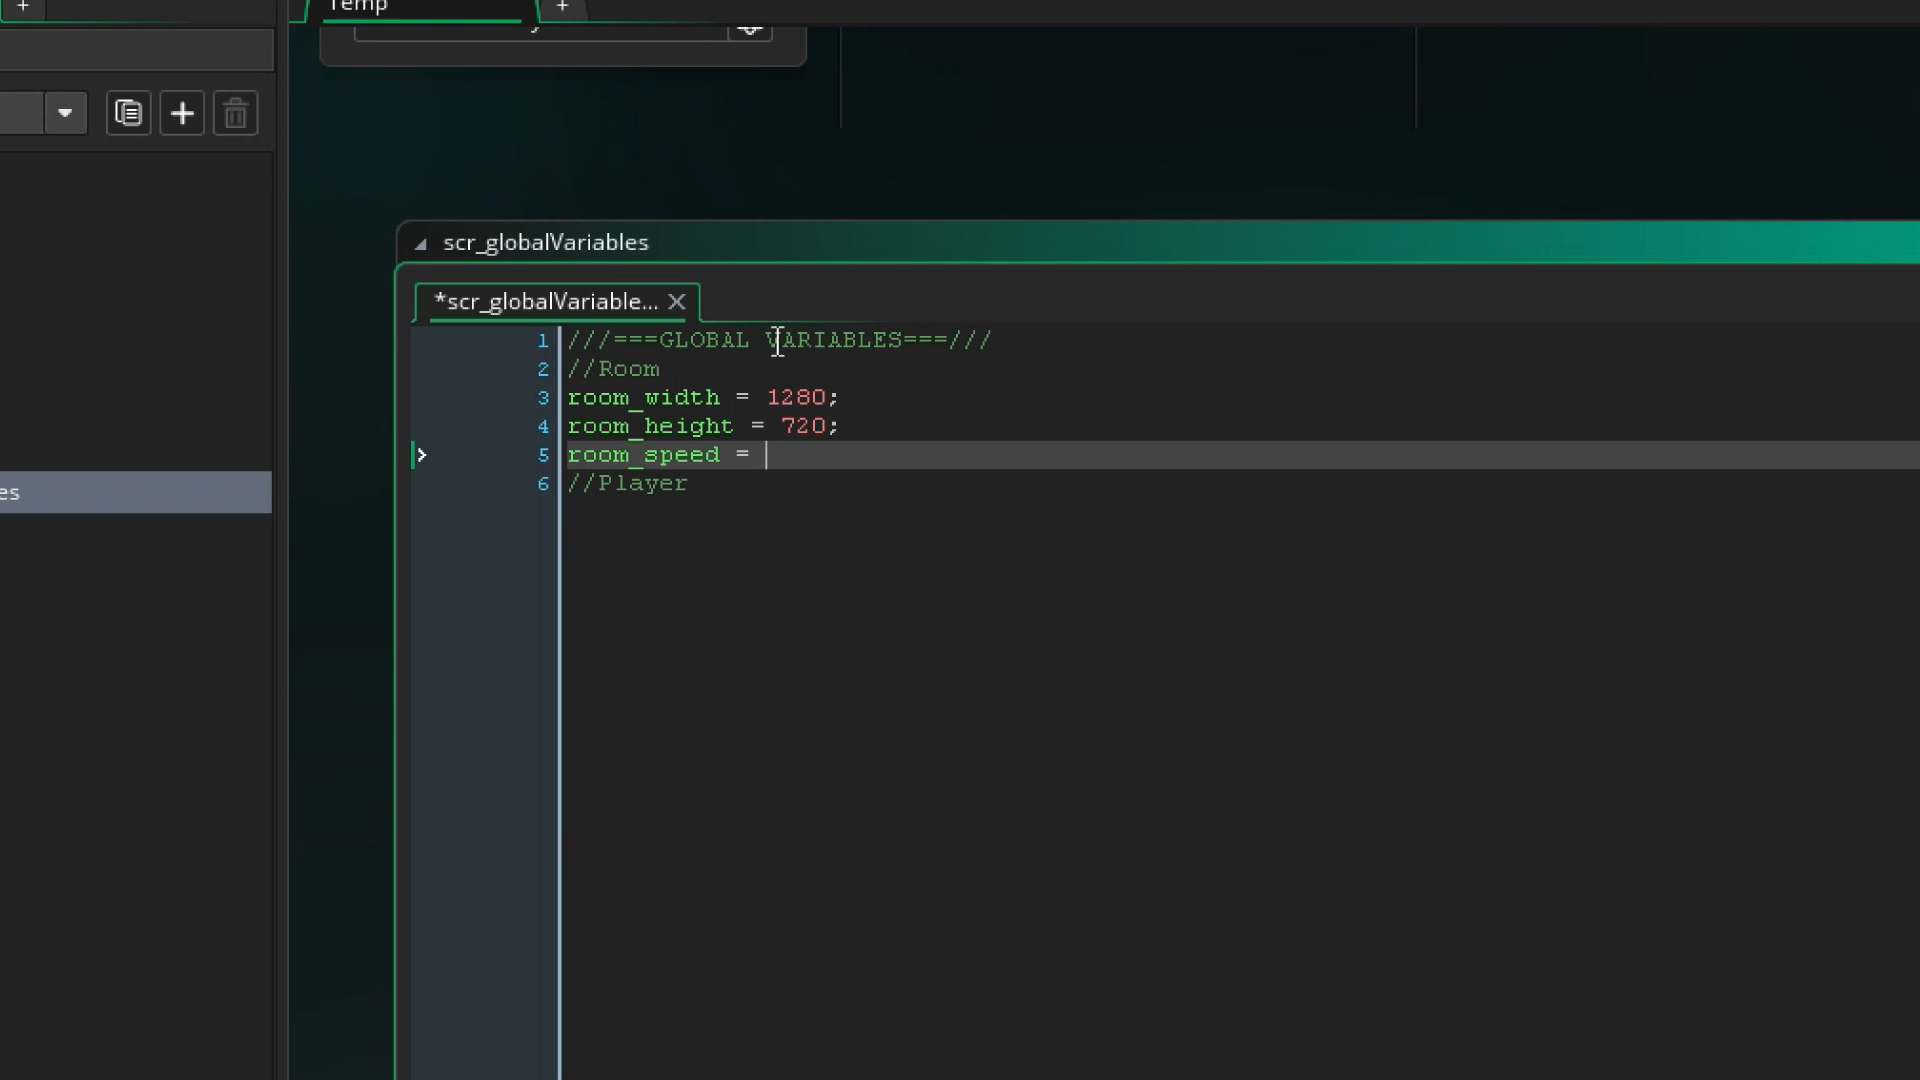 Temp
scr_globalVariables
*scr_globalVariable...
1 ///===GLOBAL VARIABLES===///
2 //Room
3 room_width = 1280;
4 room_height = 720;
5 room_speed =
6 //Player
es